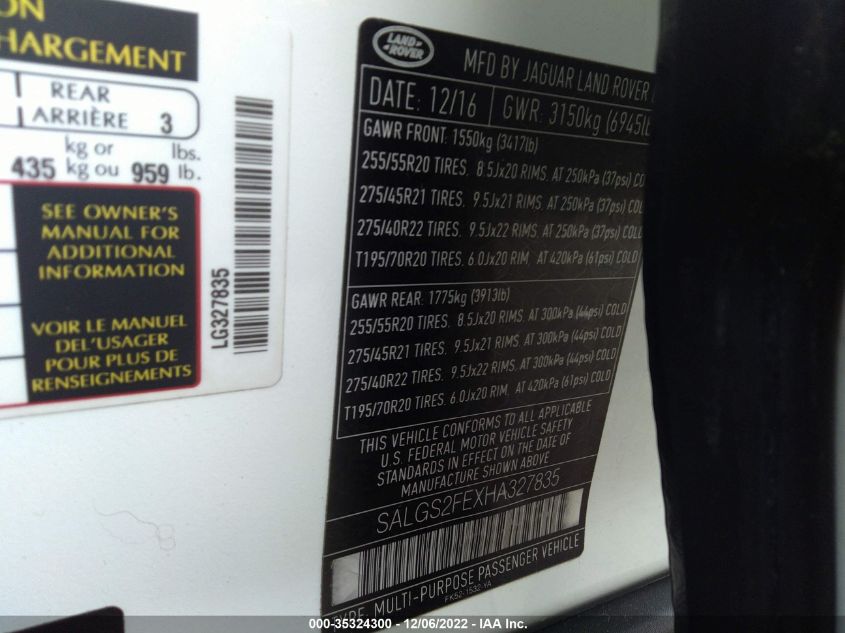 ON
CHARGEMENT
REAR
ARRIÈRE 3
kg or lbs.
435 kg ou 959 lb.
SEE OWNER'S
MANUAL FOR
ADDITIONAL
INFORMATION
VOIR LE MANUEL
DEL'USAGER
POUR PLUS DE
RENSEIGNEMENTS
LG327835
LAND
ROVER
MFD BY JAGUAR LAND ROVER
DATE: 12/16 GWR: 3150kg (6945lb
GAWR FRONT: 1550kg (3417lb)
255/55R20 TIRES. 8.5Jx20 RIMS. AT 250kPa (37psi) CO
275/45R21 TIRES. 9.5Jx21 RIMS. AT 250kPa (37psi) COL
275/40R22 TIRES. 9.5Jx22 RIMS. AT 250kPa (37psi) COLD
T195/70R20 TIRES. 6.0Jx20 RIM. AT 420kPa (61psi) COLD
GAWR REAR: 1775kg (3913lb)
255/55R20 TIRES. 8.5Jx20 RIMS. AT 300kPa (44psi) COLD
275/45R21 TIRES. 9.5Jx21 RIMS. AT 300kPa (44psi) COLD
275/40R22 TIRES. 9.5Jx22 RIMS. AT 300kPa (44psi) COLD
T195/70R20 TIRES. 6.0Jx20 RIM. AT 420kPa (61psi) COLD
THIS VEHICLE CONFORMS TO ALL APPLICABLE
U.S. FEDERAL MOTOR VEHICLE SAFETY
STANDARDS IN EFFECT ON THE DATE OF
MANUFACTURE SHOWN ABOVE
SALGS2FEXHA327835
TYPE: MULTI-PURPOSE PASSENGER VEHICLE
FK52-1532-YA
000-35324300 - 12/06/2022 - IAA Inc.